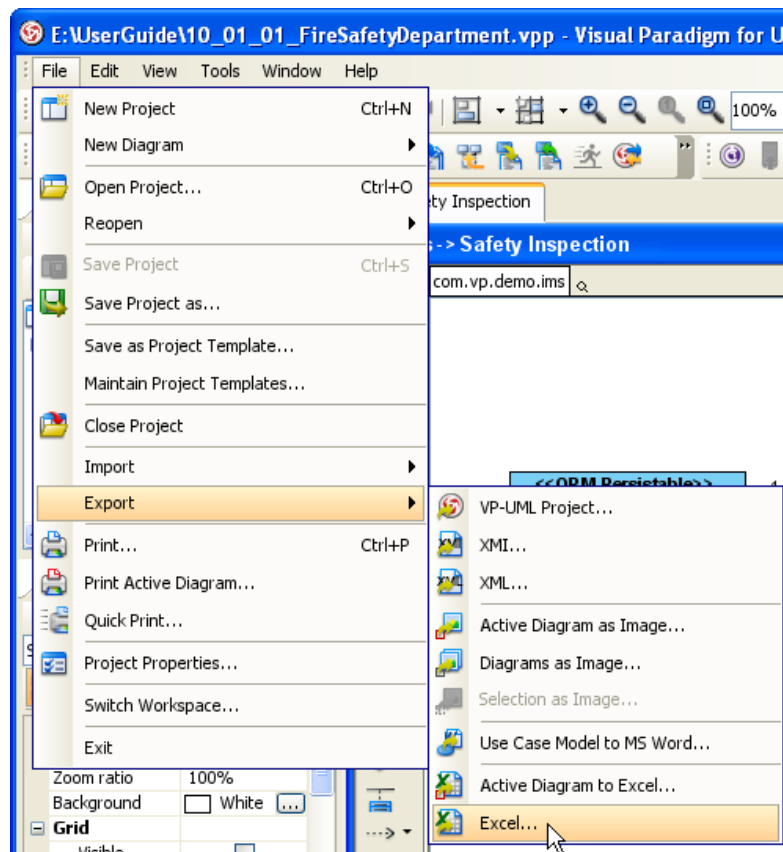 E:\UserGuide\10_01_01_FireSafetyDepartment.vpp - Visual Paradigm for U
File Edit View Tools Window Help
New Project Ctrl+N
100%
New Diagram
Open Project... Ctrl+O
ty Inspection
Reopen
-> Safety Inspection
Save Project Ctrl+S
com.vp.demo.ims
Save Project as...
Save as Project Template...
Maintain Project Templates...
Close Project
Import
<<ORM Persistable>>
Export
VP-UML Project...
Print... Ctrl+P
XMI...
Print Active Diagram...
XML...
Quick Print...
Active Diagram as Image...
Project Properties...
Diagrams as Image...
Switch Workspace...
Selection as Image...
Exit
Use Case Model to MS Word...
Zoom ratio 100%
Active Diagram to Excel...
Background White ...
Excel...
Grid
Visible